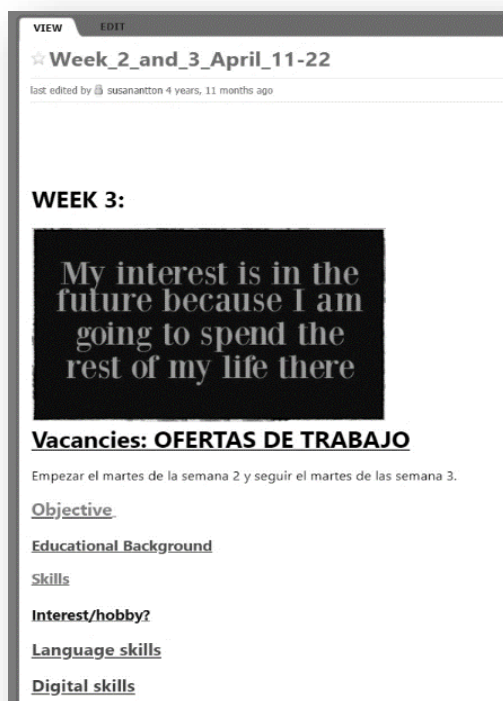 VIEW EDIT
Week_2_and_3_April_11-22
last edited by susanantton 4 years, 11 months ago
WEEK 3:
My interest is in the
future because I am
going to spend the
rest of my life there
Vacancies: OFERTAS DE TRABAJO
Empezar el martes de la semana 2 y seguir el martes de las semana 3.
Objective
Educational Background
Skills
Interest/hobby?
Language skills
Digital skills